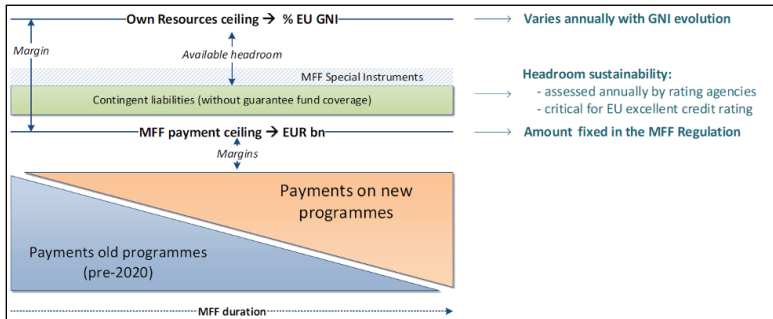 Own Resources ceiling → % EU GNI
Varies annually with GNI evolution
Margin
Available headroom
MFF Special Instruments
Contingent liabilities (without guarantee fund coverage)
Headroom sustainability:
- assessed annually by rating agencies
- critical for EU excellent credit rating
MFF payment ceiling → EUR bn
Amount fixed in the MFF Regulation
Margins
Payments on new
programmes
Payments old programmes
(pre-2020)
MFF duration